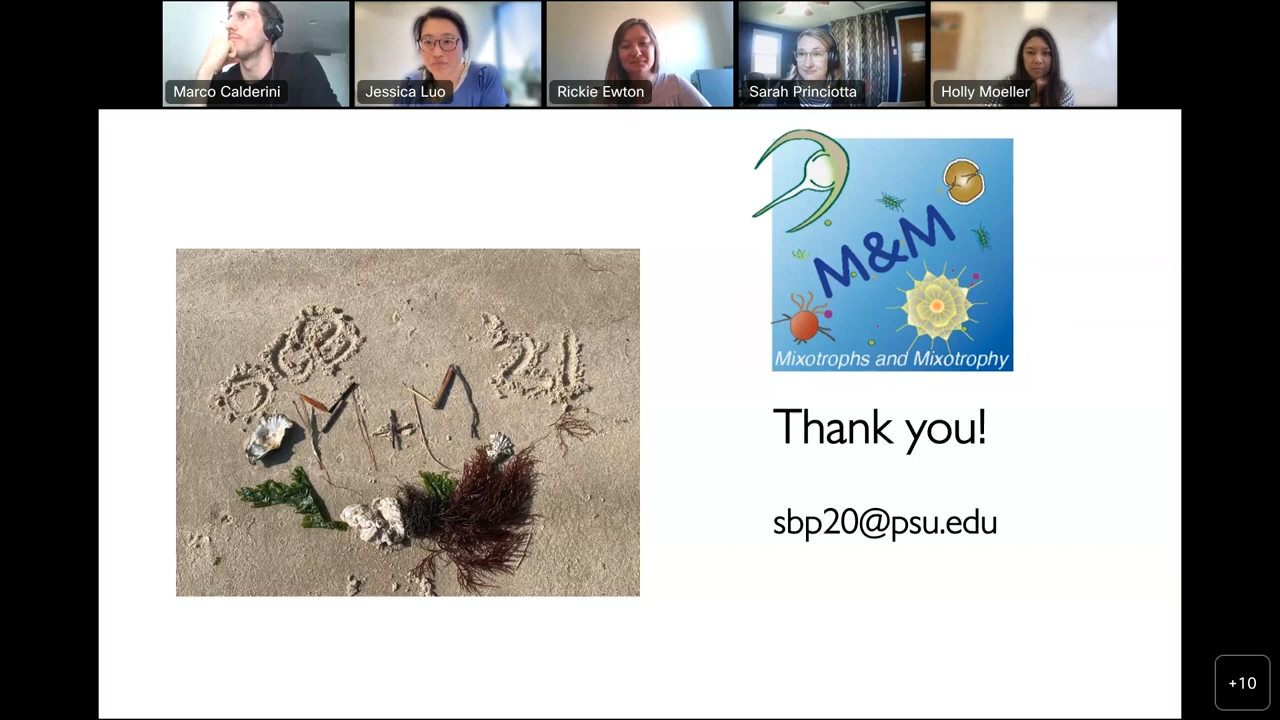 Marco Calderini
Jessica Luo
Rickie Ewton
Sarah Princiotta
Holly Moeller
M&M
Mixotrophs and Mixotrophy
21
M+M
Thank you!
sbp20@psu.edu
+10